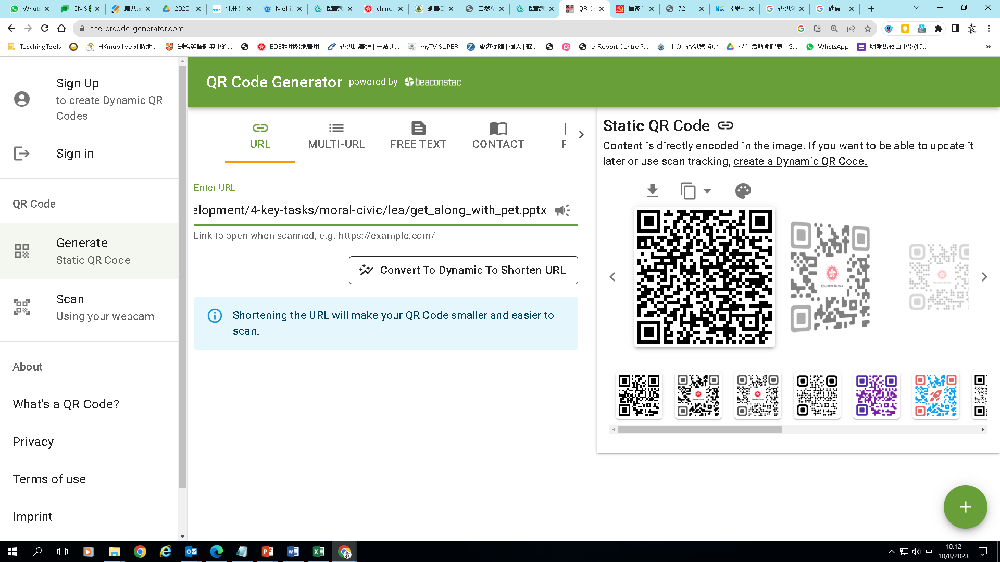 What:
CMS
第八屆
2020-
什麼是
Mohis
認識
chines
漁農自
自然
認識
QR Co
儒家
72
《墨子
香港
砂磚 -
the-qrcode-generator.com
TeachingTools
HKmap.live 即時地...
劍橋英語詞典中的...
EDB租用場地費用
香港比賽網 | 一站式...
myTV SUPER
旅遊保障 | 個人 | 蘇...
e-Report Centre P...
主頁 | 香港警務處
學生活動登記表 - G...
WhatsApp
明愛馬鞍山中學(19...
Sign Up
to create Dynamic QR
Codes
Sign in
QR Code
Generate
Static QR Code
Scan
Using your webcam
About
What's a QR Code?
Privacy
Terms of use
Imprint
QR Code Generator powered by beaconstac
URL
MULTI-URL
FREE TEXT
CONTACT
Enter URL
elopment/4-key-tasks/moral-civic/lea/get_along_with_pet.pptx
Link to open when scanned, e.g. https://example.com/
Convert To Dynamic To Shorten URL
Shortening the URL will make your QR Code smaller and easier to
scan.
Static QR Code
Content is directly encoded in the image. If you want to be able to update it
later or use scan tracking, create a Dynamic QR Code.
Education Bureau
10:12
中
10/8/2023